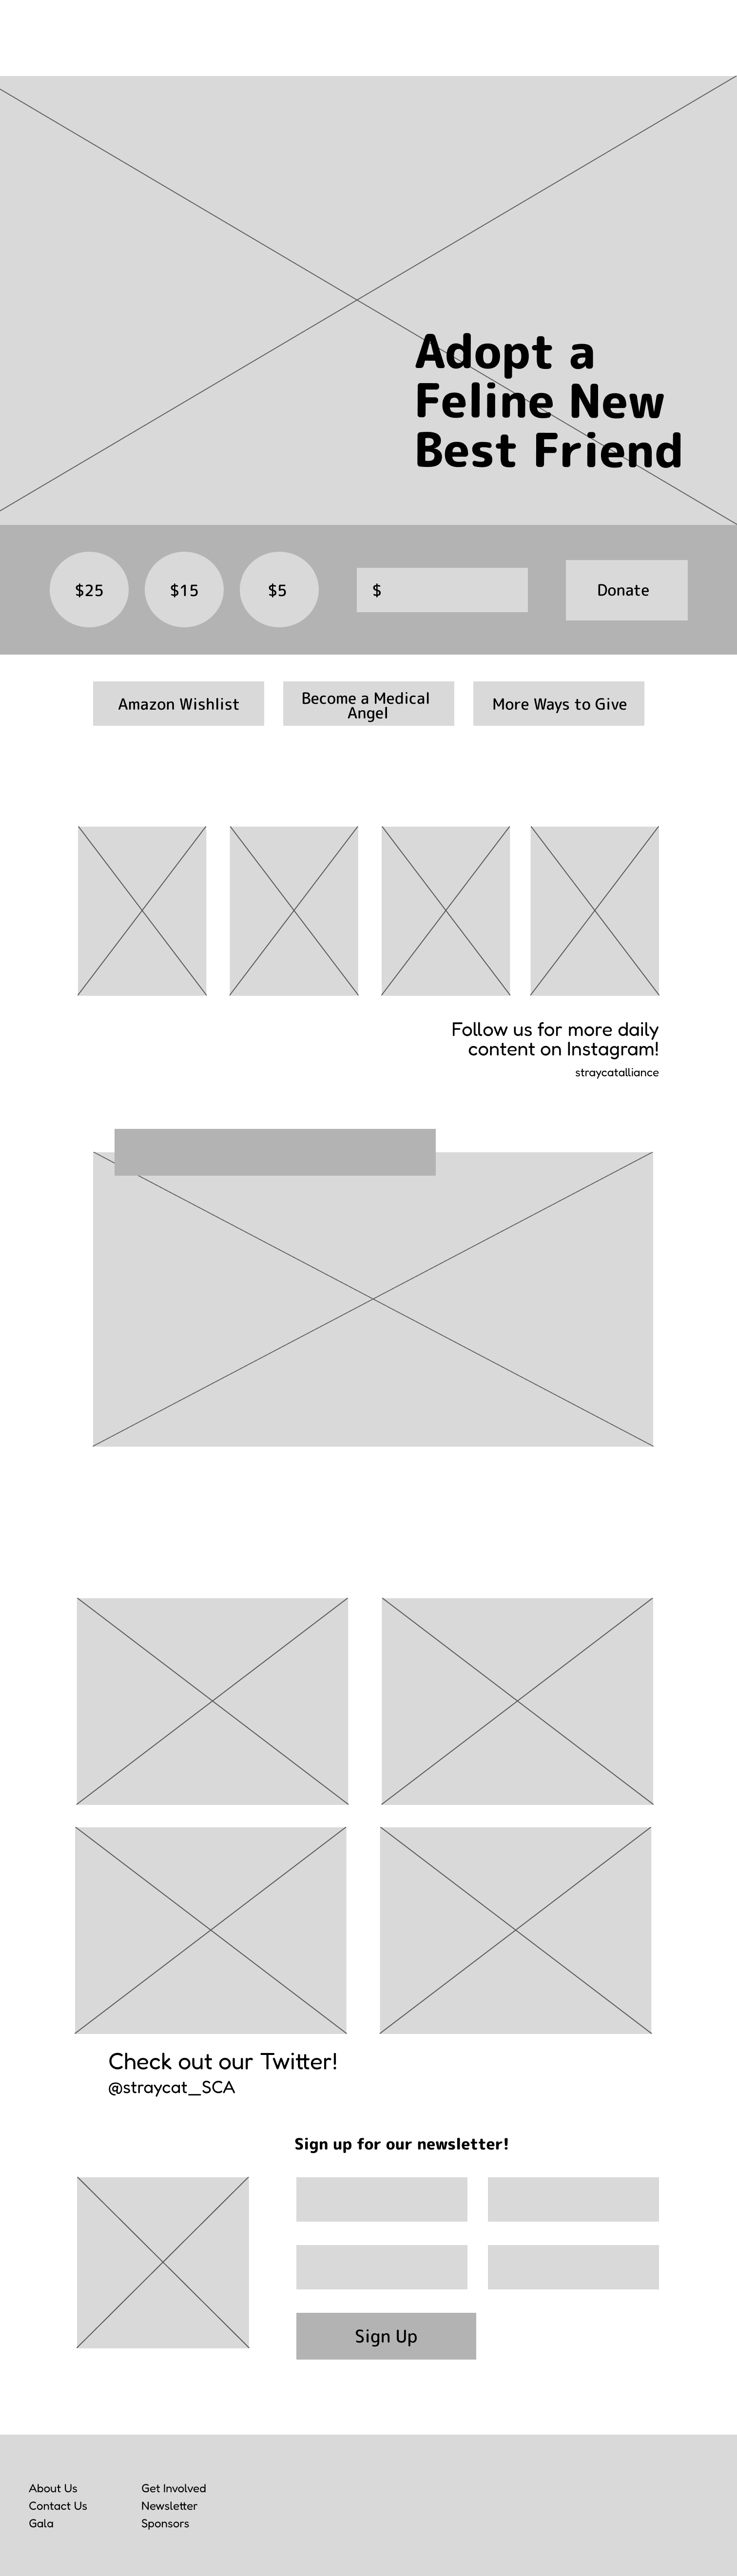 Adopt a
Feline New
Best Friend
$25
$15
$5
$
Donate
Amazon Wishlist
Become a Medical
Angel
More Ways to Give
Follow us for more daily
content on Instagram!
straycatalliance
Check out our Twitter!
@straycat_SCA
Sign up for our newsletter!
Sign Up
About Us
Contact Us
Gala
Get Involved
Newsletter
Sponsors